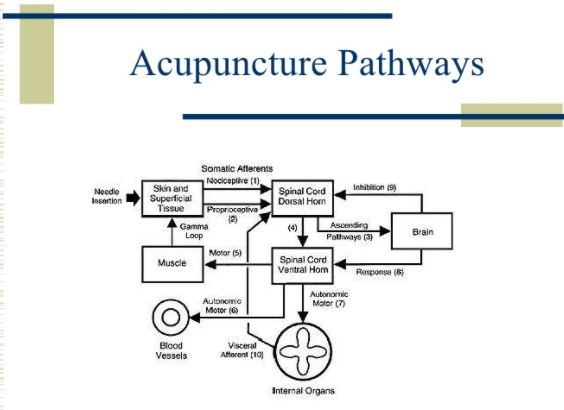 Acupuncture Pathways
Somatic Afferents
Nociceptive (1)
Inhibition (9)
Needle
Insertion
Skin and
Superficial
Tissue
Spinal Cord
Dorsal Horn
Proprioceptive
(2)
Gamma
Loop
(4)
Ascending
Pathways (3)
Brain
Muscle
Motor (5)
Spinal Cord
Ventral Horn
Response (8)
Autonomic
Motor (6)
Autonomic
Motor (7)
Blood
Vessels
Visceral
Afferent (10)
Internal Organs